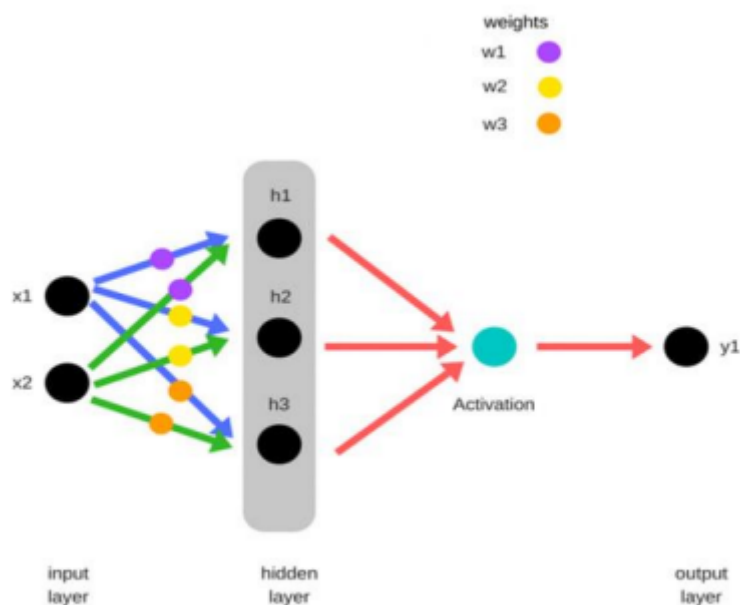 weights
w1
w2
w3
h1
x1
h2
x2
h3
Activation
y1
input
layer
hidden
layer
output
layer